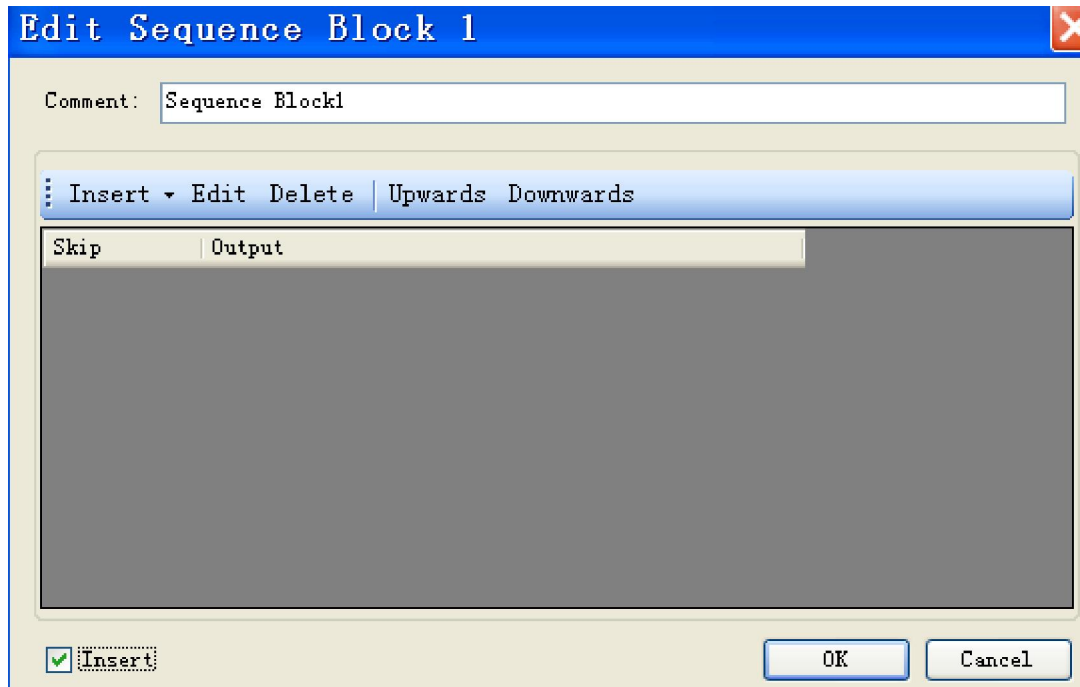 Edit Sequence Block 1
Comment: Sequence Block1
Insert Edit Delete Upwards Downwards
Skip Output
Insert OK Cancel